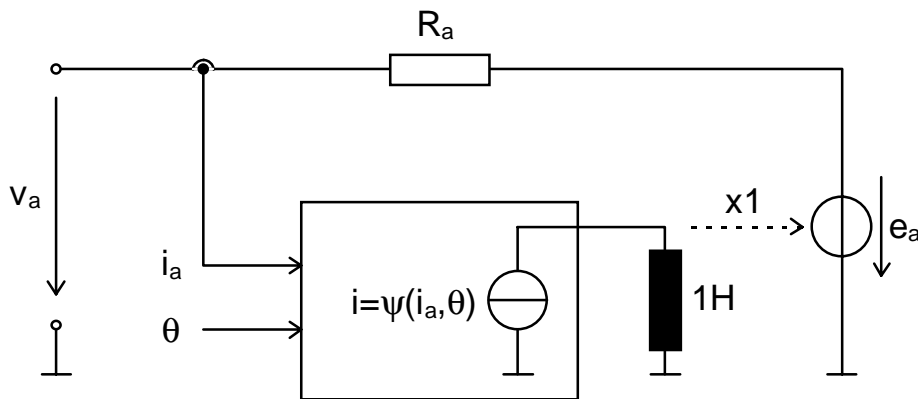 Ra
va
x1
ea
ia
i=ψ(ia,θ)
1H
θ